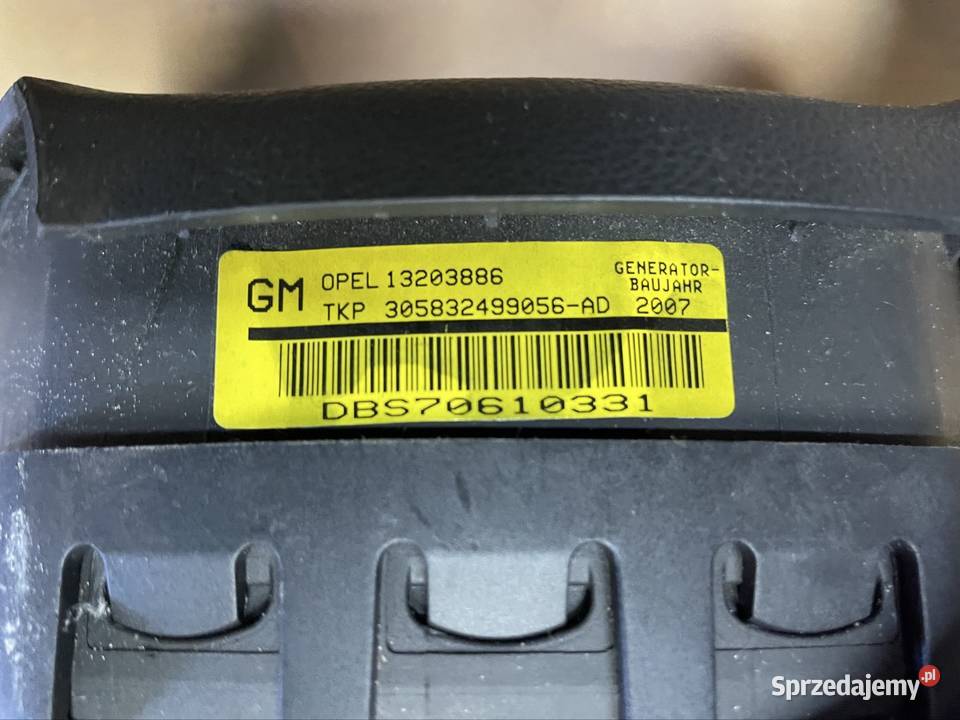 GM OPEL 13203886 GENERATOR-
BAUJAHR
TKP 305832499056-AD 2007
DBS70610331
Sprzedajemy.pl